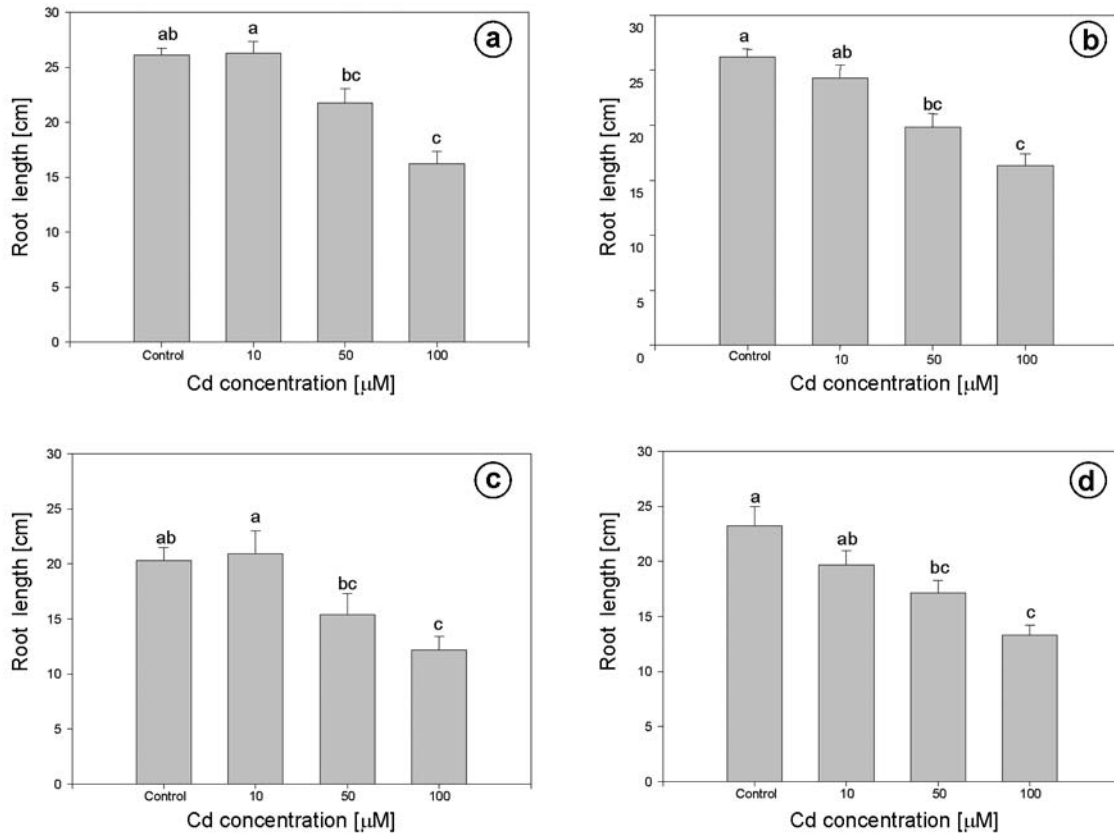 30
25
20
15
10
5
0
Root length [cm]
ab
a
bc
c
a
Control
10
50
100
Cd concentration [μM]
30
25
20
15
10
5
0
Root length [cm]
a
ab
bc
c
b
Control
10
50
100
Cd concentration [μM]
30
25
20
15
10
5
0
Root length [cm]
ab
a
bc
c
c
Control
10
50
100
Cd concentration [μM]
30
25
20
15
10
5
0
Root length [cm]
a
ab
bc
c
d
Control
10
50
100
Cd concentration [μM]